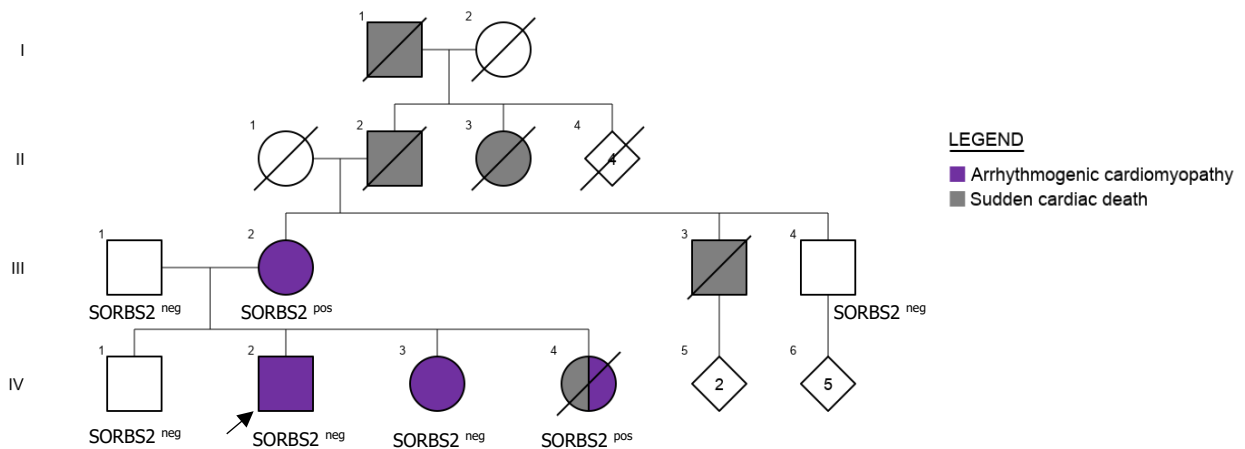 1 2
I
1 2 3 4
4
II
LEGEND
Arrhythmogenic cardiomyopathy
Sudden cardiac death
1 2 3 4
III
SORBS2 neg SORBS2 pos SORBS2 neg
1 2 3 4 5 6
IV
2 5
SORBS2 neg SORBS2 neg SORBS2 neg SORBS2 pos